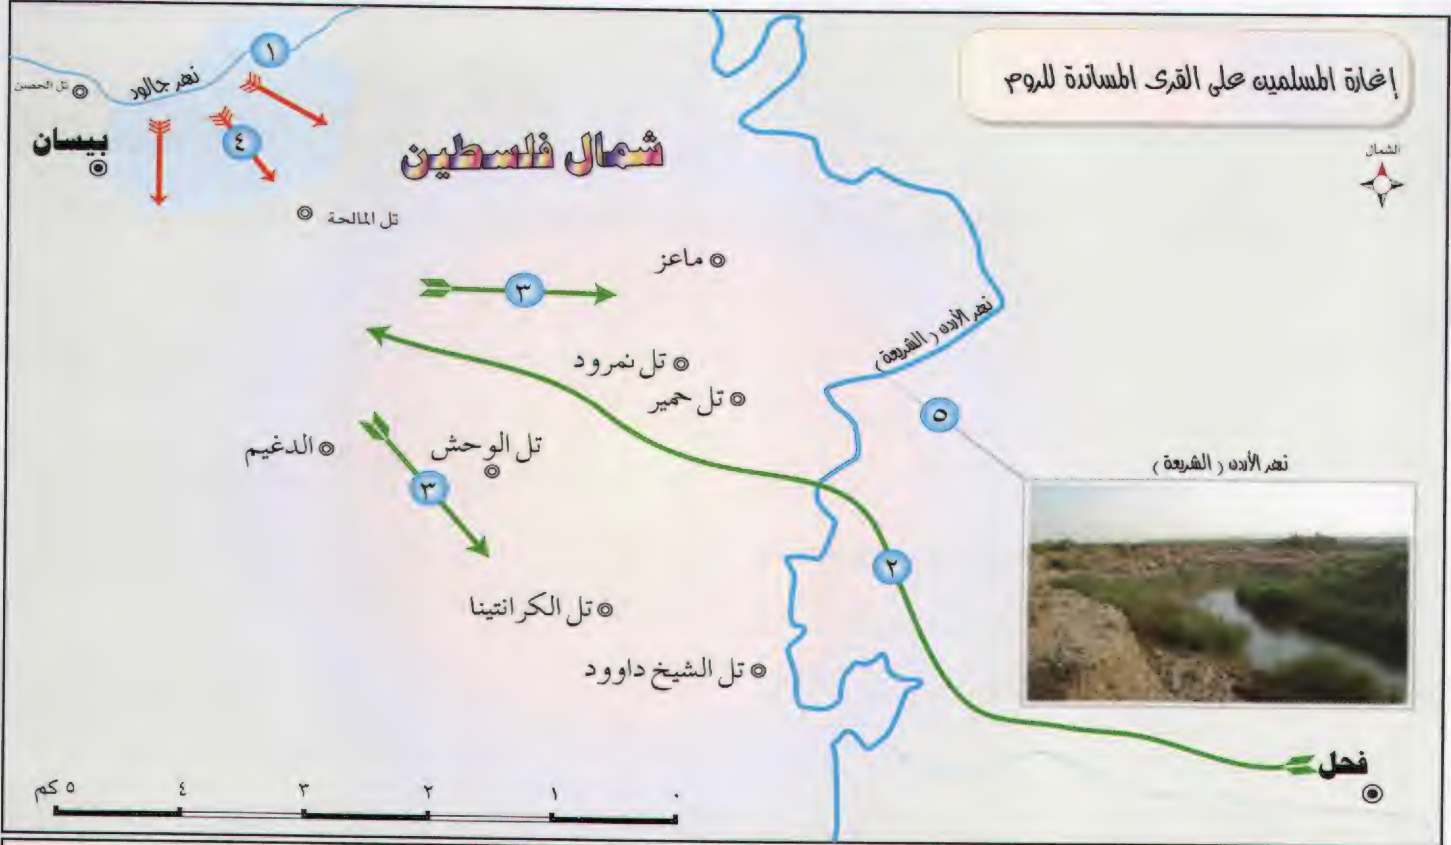 إغارة المسلمين على القرى المساندة للروم
الشمال
١
نهر جالود
تل الحصن
بيسان
٤
شمال فلسطين
تل المالحة
ماعز
٣
نهر الأردن (الشريعة)
تل نمرود
تل حمير
٥
الدغيم
تل الوحش
٣
نهر الأردن (الشريعة)
٢
تل الكرانتينا
تل الشيخ داوود
فحل
٠ ١ ٢ ٣ ٤ ٥ كم